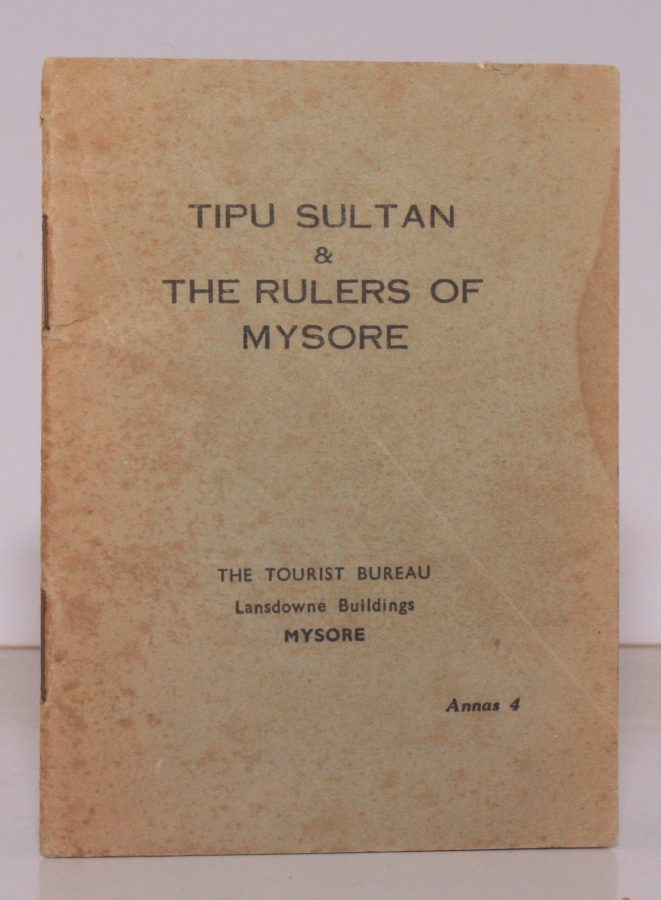 TIPU SULTAN
&
THE RULERS OF
MYSORE
THE TOURIST BUREAU
Lansdowne Buildings
MYSORE
Annas 4